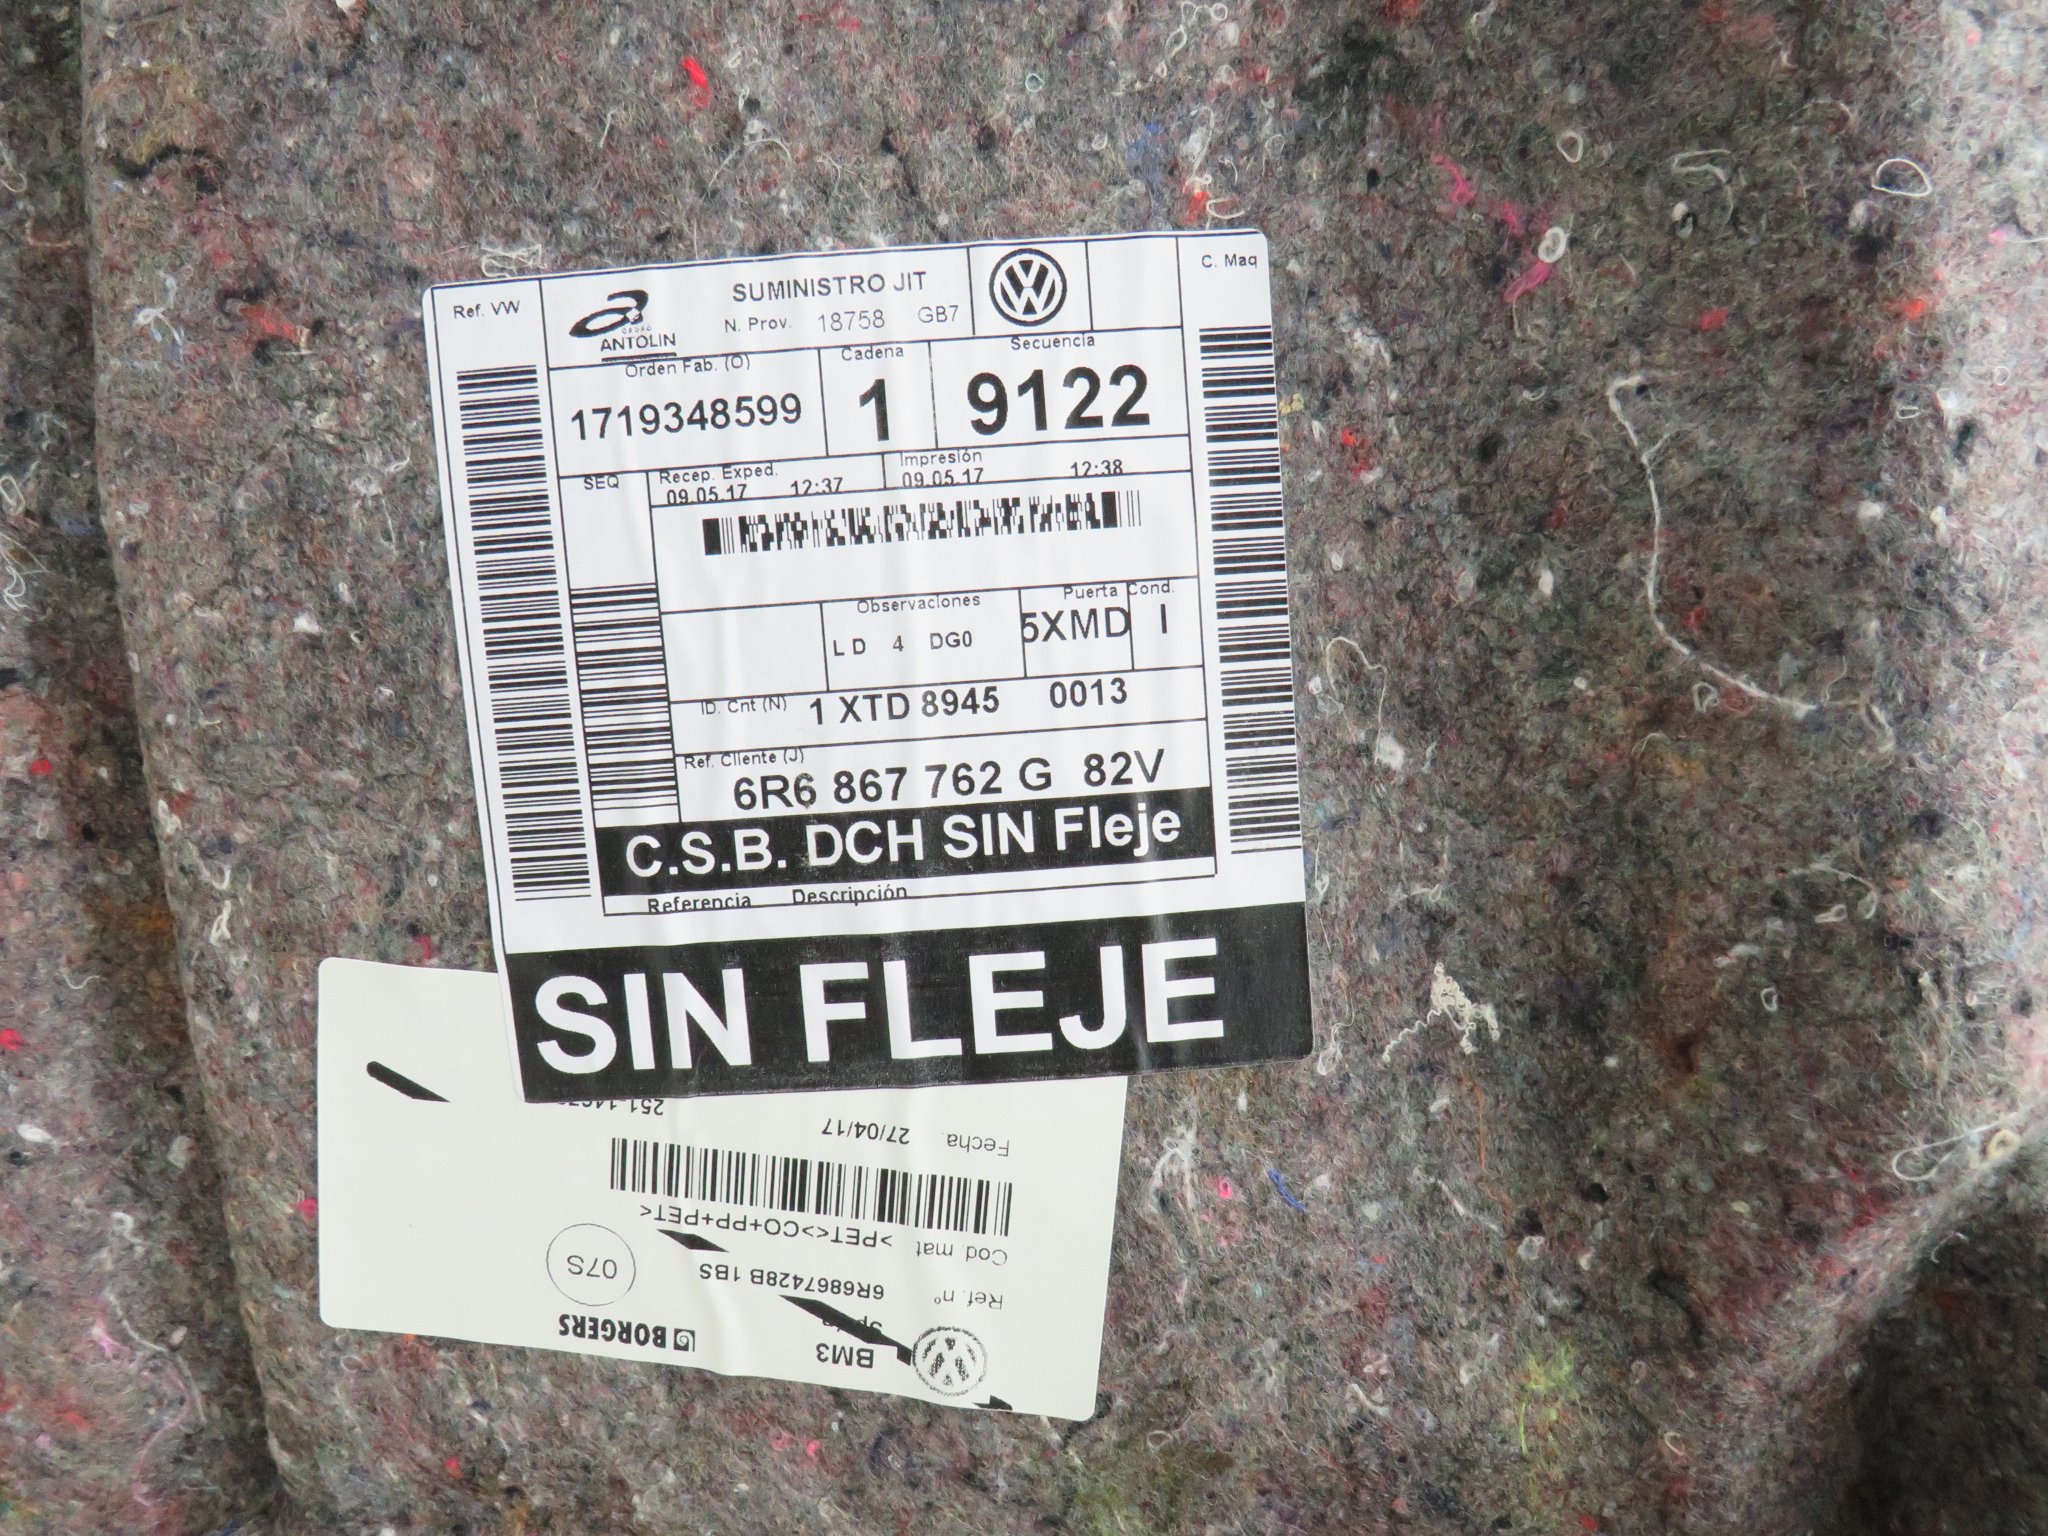 Ref. VW
GRUPO
ANTOLIN
SUMINISTRO JIT
N. Prov. 18758 GB7
C. Maq
Orden Fab. (O)
1719348599
Cadena
1
Secuencia
9122
SEQ
Recep. Exped.
09.05.17 12:37
Impresión
09.05.17 12:38
Observaciones
LD 4 DG0
Puerta
5XMD
Cond.
I
ID. Cnt (N) 1 XTD 8945 0013
Ref. Cliente (J)
6R6 867 762 G 82V
C.S.B. DCH SIN Fleje
Referencia Descripción
SIN FLEJE
BM3
BORGERS
Ref. nº 6R6867428B 1BS
07S
Cod. mat >PET<>CO+PP+PET<
Fecha. 27/04/17